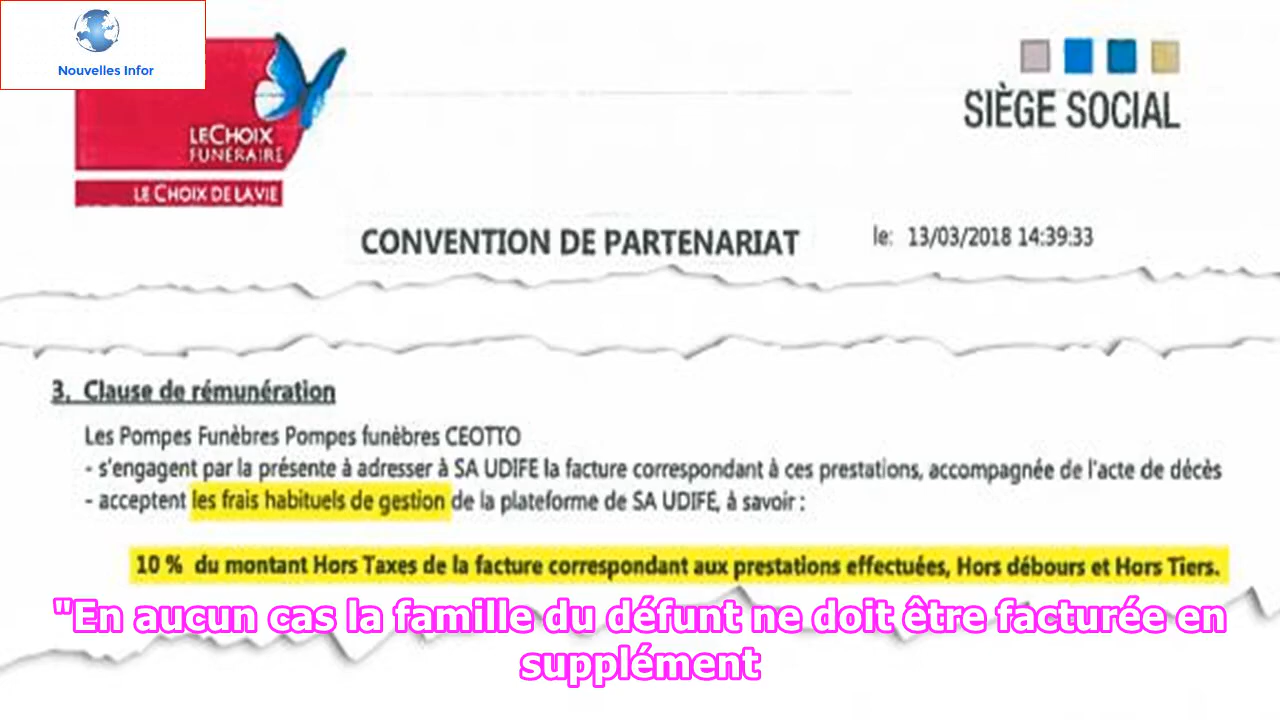 Nouvelles Infor
LECHOIX
FUNÉRAIRE
LE CHOIX DE LA VIE
SIÈGE SOCIAL
CONVENTION DE PARTENARIAT
le: 13/03/2018 14:39:33
3. Clause de rémunération
Les Pompes Funèbres Pompes funèbres CEOTTO
- s'engagent par la présente à adresser à SA UDIFE la facture correspondant à ces prestations, accompagnée de l'acte de décès
- acceptent les frais habituels de gestion de la plateforme de SA UDIFE, à savoir :
10 % du montant Hors Taxes de la facture correspondant aux prestations effectuées, Hors débours et Hors Tiers.
"En aucun cas la famille du défunt ne doit être facturée en
supplément